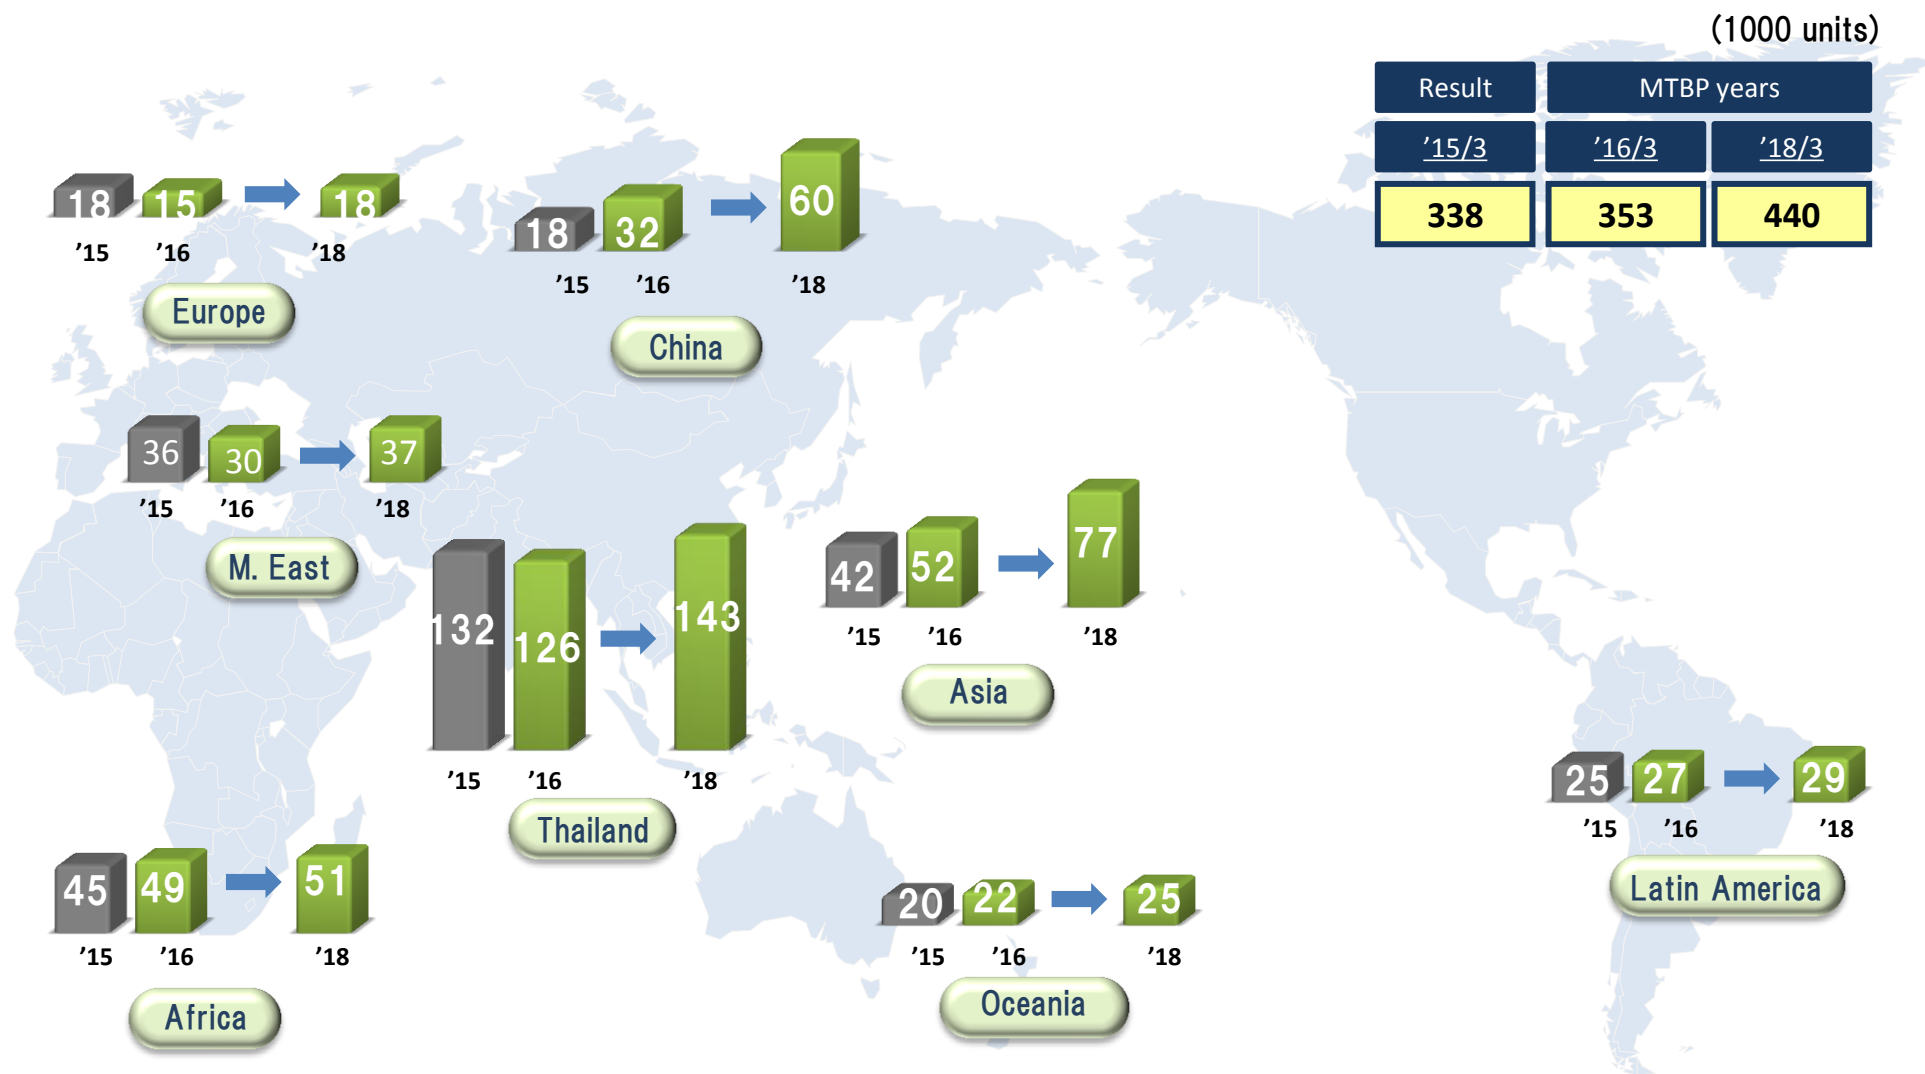 (1000 units)
Result MTBP years
’15/3 ’16/3 ’18/3
338 353 440
18 15 18
’15 ’16 ’18
Europe
18 32 60
’15 ’16 ’18
China
36 30 37
’15 ’16 ’18
M. East
132 126 143
’15 ’16 ’18
Thailand
42 52 77
’15 ’16 ’18
Asia
25 27 29
’15 ’16 ’18
Latin America
45 49 51
’15 ’16 ’18
Africa
20 22 25
’15 ’16 ’18
Oceania